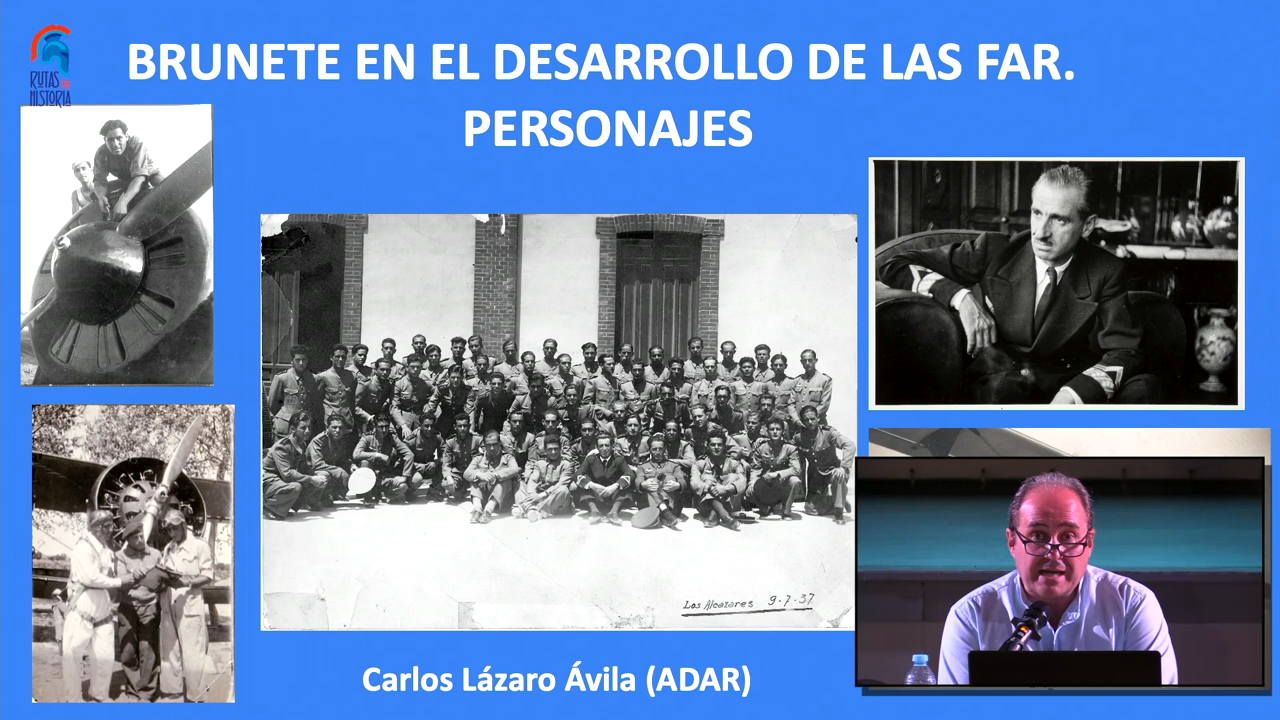 BRUNETE EN EL DESARROLLO DE LAS FAR.
PERSONAJES
RUTAS
HISTORIA
Los Alcazares 9-7-37
Carlos Lázaro Ávila (ADAR)